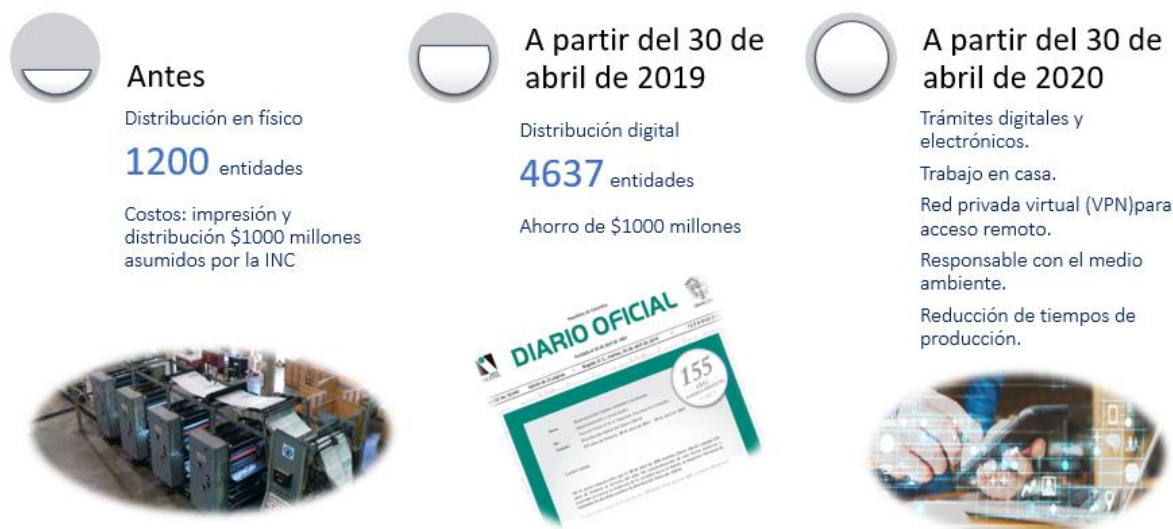 Antes
Distribución en físico
1200 entidades
Costos: impresión y
distribución $1000 millones
asumidos por la INC
A partir del 30 de
abril de 2019
Distribución digital
4637 entidades
Ahorro de $1000 millones
República de Colombia
DIARIO OFICIAL
155
A partir del 30 de
abril de 2020
Trámites digitales y
electrónicos.
Trabajo en casa.
Red privada virtual (VPN)para
acceso remoto.
Responsable con el medio
ambiente.
Reducción de tiempos de
producción.